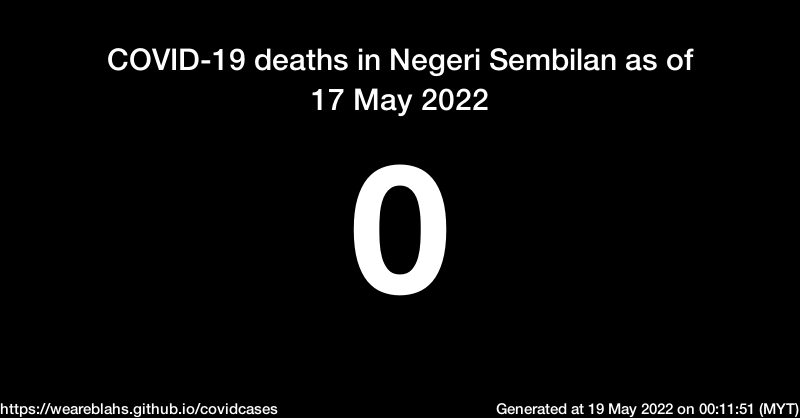 COVID-19 deaths in Negeri Sembilan as of
17 May 2022
0
https://weareblahs.github.io/covidcases
Generated at 19 May 2022 on 00:11:51 (MYT)